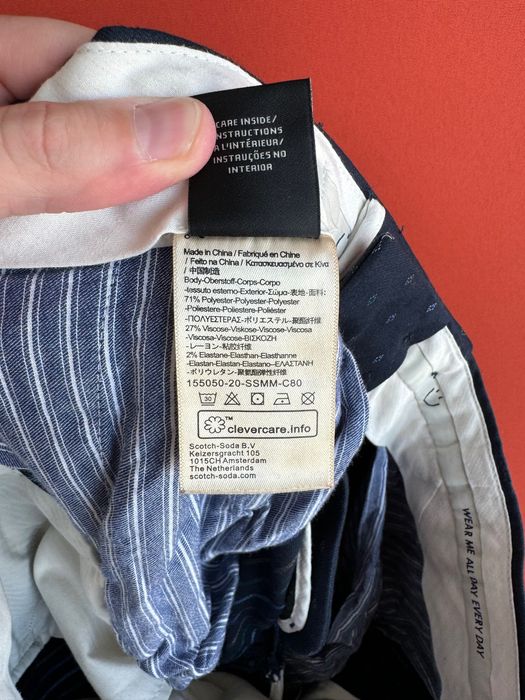 CARE INSIDE/
INSTRUCTIONS
À L'INTÉRIEUR/
INSTRUÇÕES NO
INTERIOR
Made in China / Fabriqué en Chine
/ Feito na China / Κατασκευασμένο σε Κίνα
/ 中国制造
Body-Oberstoff-Corps-Corpo
-tessuto esterno-Exterior-Σώμα-表地-面料:
71% Polyester-Polyester-Polyester
-Poliestere-Poliestere-Poliéster
-ΠΟΛΥΕΣΤΕΡΑΣ-ポリエステル-聚酯纤维
27% Viscose-Viskose-Viscose-Viscosa
-Viscosa-Viscose-ΒΙΣΚΟΖΗ
-レーヨン-粘胶纤维
2% Elastane-Elasthan-Elasthanne
-Elastan-Elastan-Elastano-ΕΛΑΣΤΑΝΗ
-ポリウレタン-聚氨酯弹性纤维
155050-20-SSMM-C80
30
™
clevercare.info
Scotch-Soda B.V
Keizersgracht 105
1015CH Amsterdam
The Netherlands
scotch-soda.com
WEAR ME ALL DAY EVERY DAY